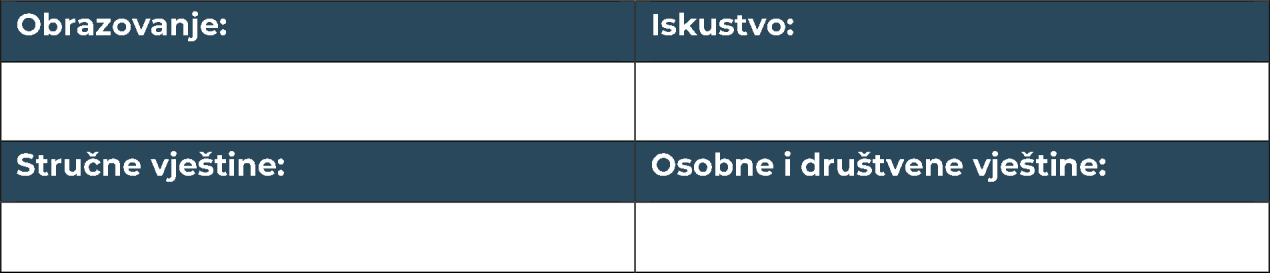 Obrazovanje:
Iskustvo:
Stručne vještine:
Osobne i društvene vještine: